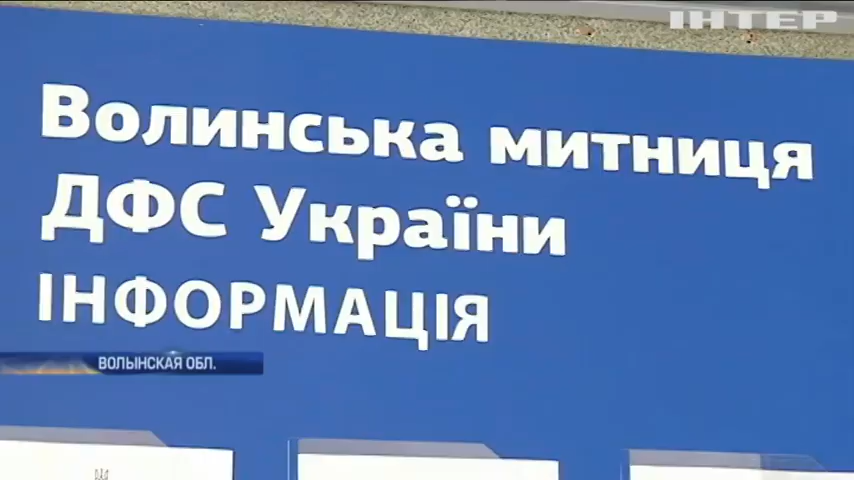 ІНТЕР
Волинська митниця
ДФС України
ІНФОРМАЦІЯ
ВОЛЫНСКАЯ ОБЛ.